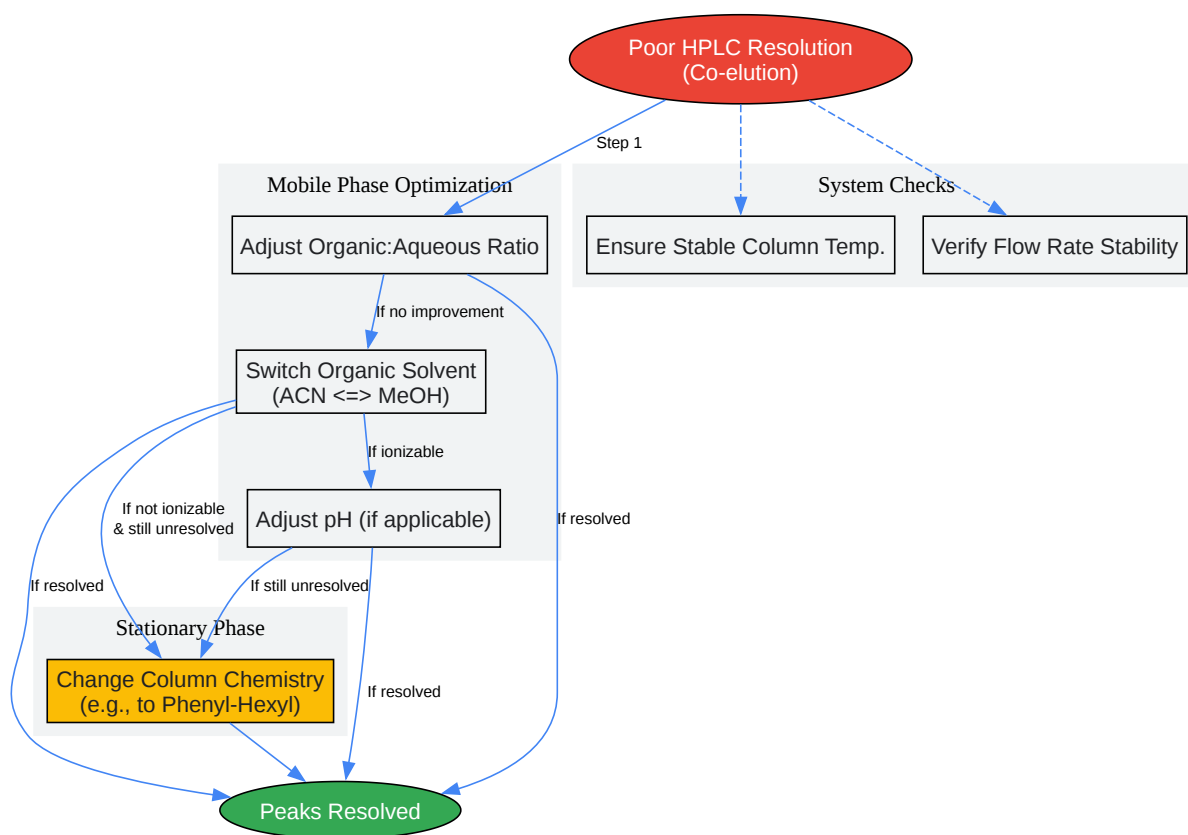 Poor HPLC Resolution
(Co-elution)
Step 1
Mobile Phase Optimization
System Checks
Adjust Organic:Aqueous Ratio
Ensure Stable Column Temp.
Verify Flow Rate Stability
If no improvement
Switch Organic Solvent
(ACN <=> MeOH)
If ionizable
If not ionizable
& still unresolved
Adjust pH (if applicable)
If resolved
If resolved
If still unresolved
Stationary Phase
Change Column Chemistry
(e.g., to Phenyl-Hexyl)
If resolved
Peaks Resolved